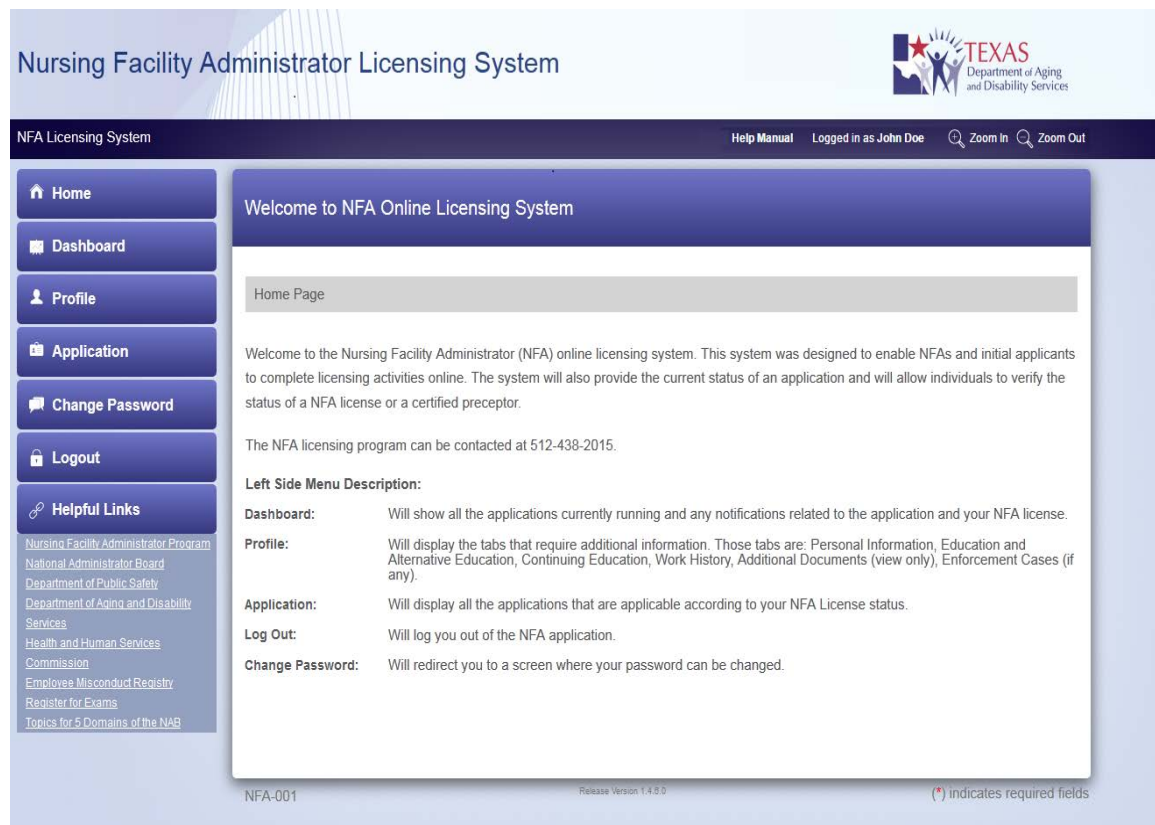 Nursing Facility Administrator Licensing System
TEXAS
Department of Aging
and Disability Services
NFA Licensing System
Help Manual
Logged in as John Doe
Zoom In
Zoom Out
Home
Dashboard
Profile
Application
Change Password
Logout
Helpful Links
Nursing Facility Administrator Program
National Administrator Board
Department of Public Safety
Department of Aging and Disability
Services
Health and Human Services
Commission
Employee Misconduct Registry
Register for Exams
Topics for 5 Domains of the NAB
Welcome to NFA Online Licensing System
Home Page
Welcome to the Nursing Facility Administrator (NFA) online licensing system. This system was designed to enable NFAs and initial applicants
to complete licensing activities online. The system will also provide the current status of an application and will allow individuals to verify the
status of a NFA license or a certified preceptor.
The NFA licensing program can be contacted at 512-438-2015.
Left Side Menu Description:
Dashboard: Will show all the applications currently running and any notifications related to the application and your NFA license.
Profile: Will display the tabs that require additional information. Those tabs are: Personal Information, Education and
Alternative Education, Continuing Education, Work History, Additional Documents (view only), Enforcement Cases (if
any).
Application: Will display all the applications that are applicable according to your NFA License status.
Log Out: Will log you out of the NFA application.
Change Password: Will redirect you to a screen where your password can be changed.
NFA-001
Release Version 1.4.6.0
(*) indicates required fields